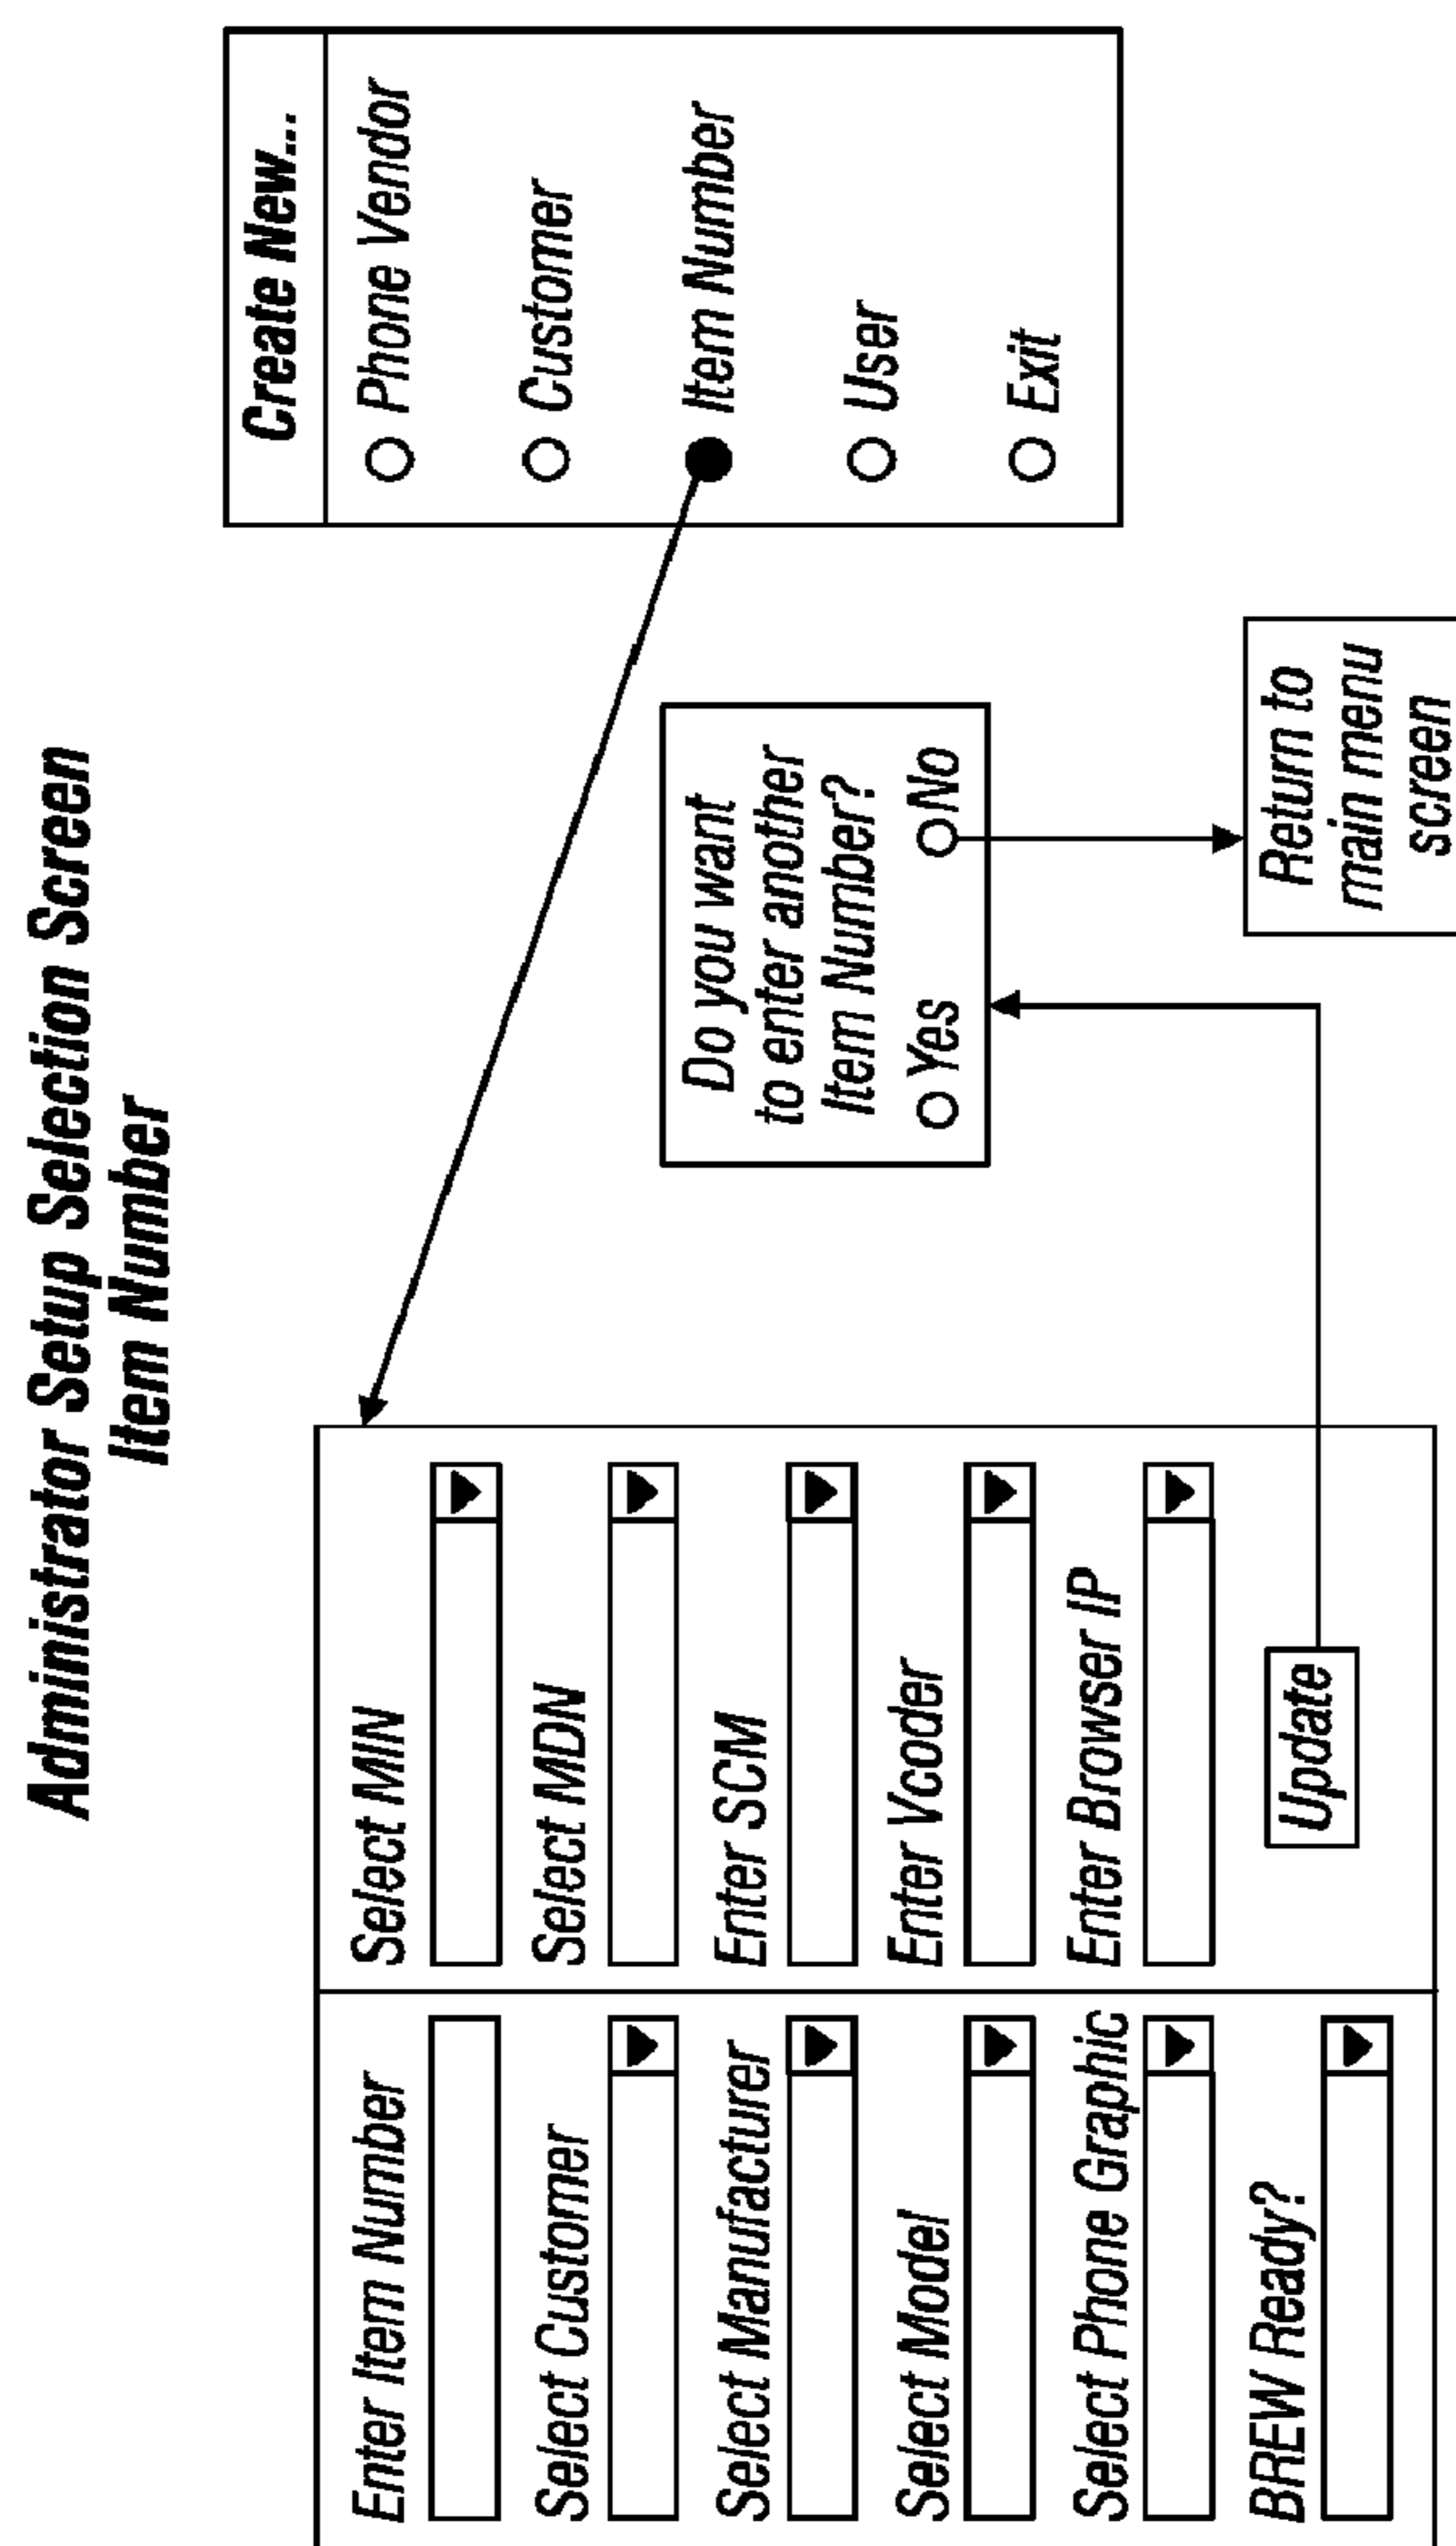 Administrator Setup Selection Screen
Item Number
Enter Item Number
Select Customer
Select Manufacturer
Select Model
Select Phone Graphic
BREW Ready?
Select MIN
Select MDN
Enter SCM
Enter Vcoder
Enter Browser IP
Update
Do you want
to enter another
Item Number?
Yes No
Return to
main menu
screen
Create New...
Phone Vendor
Customer
Item Number
User
Exit